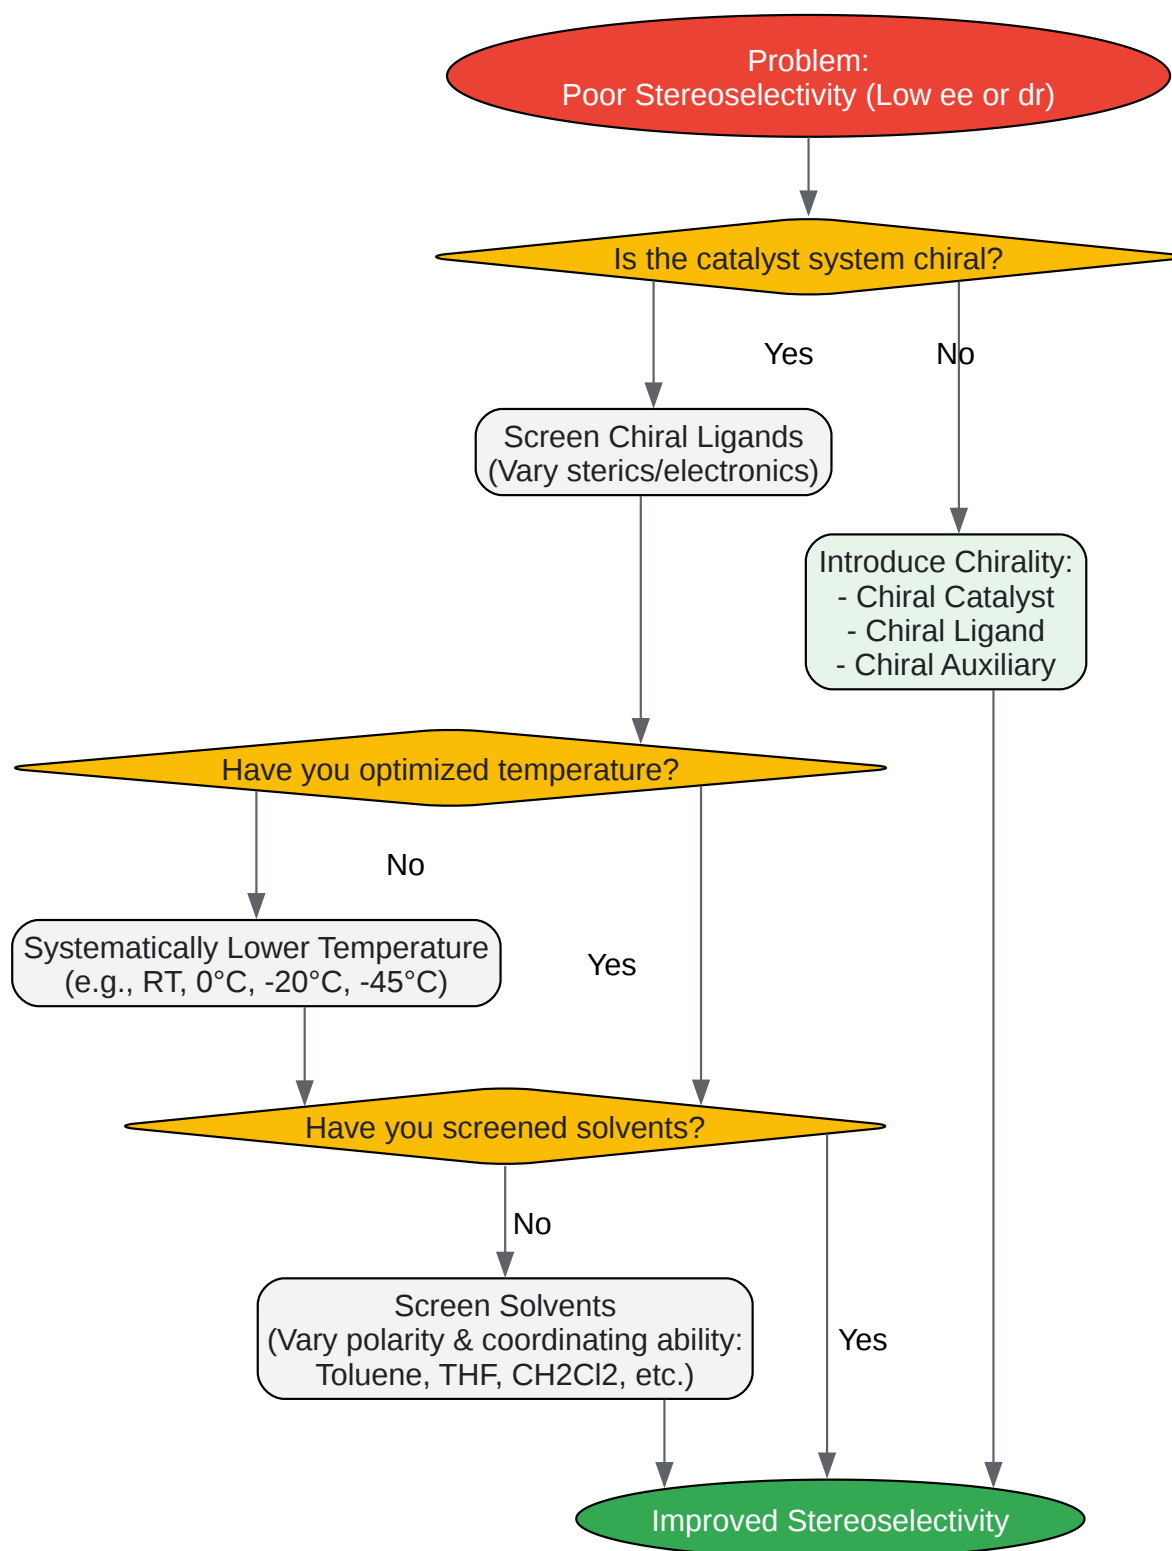 Problem:
Poor Stereoselectivity (Low ee or dr)
Is the catalyst system chiral?
Yes
No
Screen Chiral Ligands
(Vary sterics/electronics)
Introduce Chirality:
- Chiral Catalyst
- Chiral Ligand
- Chiral Auxiliary
Have you optimized temperature?
No
Systematically Lower Temperature
(e.g., RT, 0°C, -20°C, -45°C)
Yes
Have you screened solvents?
No
Screen Solvents
(Vary polarity & coordinating ability:
Toluene, THF, CH2Cl2, etc.)
Yes
Improved Stereoselectivity